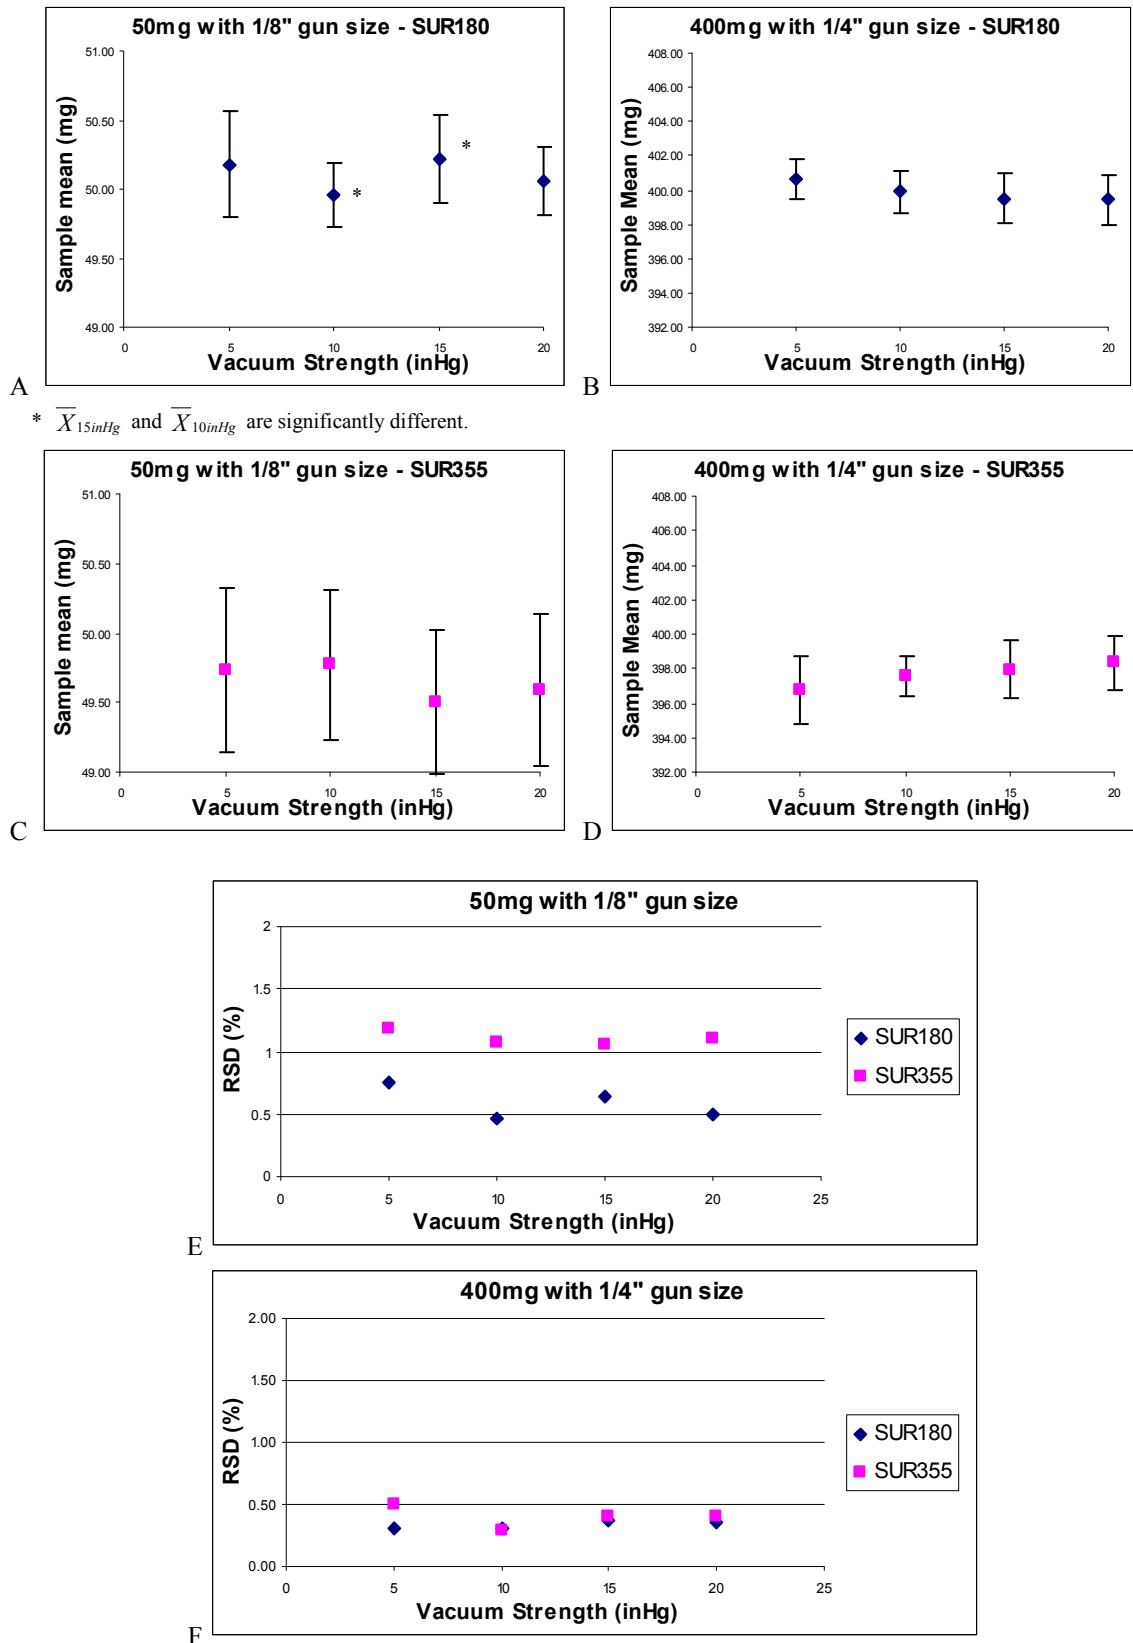 50mg with 1/8" gun size - SUR180
51.00
50.50
50.00
49.50
49.00
Sample mean (mg)
*
*
0 5 10 15 20
Vacuum Strength (inHg)
A
400mg with 1/4" gun size - SUR180
408.00
406.00
404.00
402.00
400.00
398.00
396.00
394.00
392.00
Sample Mean (mg)
0 5 10 15 20
Vacuum Strength (inHg)
B
* X̅15inHg and X̅10inHg are significantly different.
50mg with 1/8" gun size - SUR355
51.00
50.50
50.00
49.50
49.00
Sample mean (mg)
0 5 10 15 20
Vacuum Strength (inHg)
C
400mg with 1/4" gun size - SUR355
408.00
406.00
404.00
402.00
400.00
398.00
396.00
394.00
392.00
Sample Mean (mg)
0 5 10 15 20
Vacuum Strength (inHg)
D
50mg with 1/8" gun size
2
1.5
1
0.5
0
RSD (%)
0 5 10 15 20 25
Vacuum Strength (inHg)
SUR180
SUR355
E
400mg with 1/4" gun size
2.00
1.50
1.00
0.50
0.00
RSD (%)
0 5 10 15 20 25
Vacuum Strength (inHg)
SUR180
SUR355
F